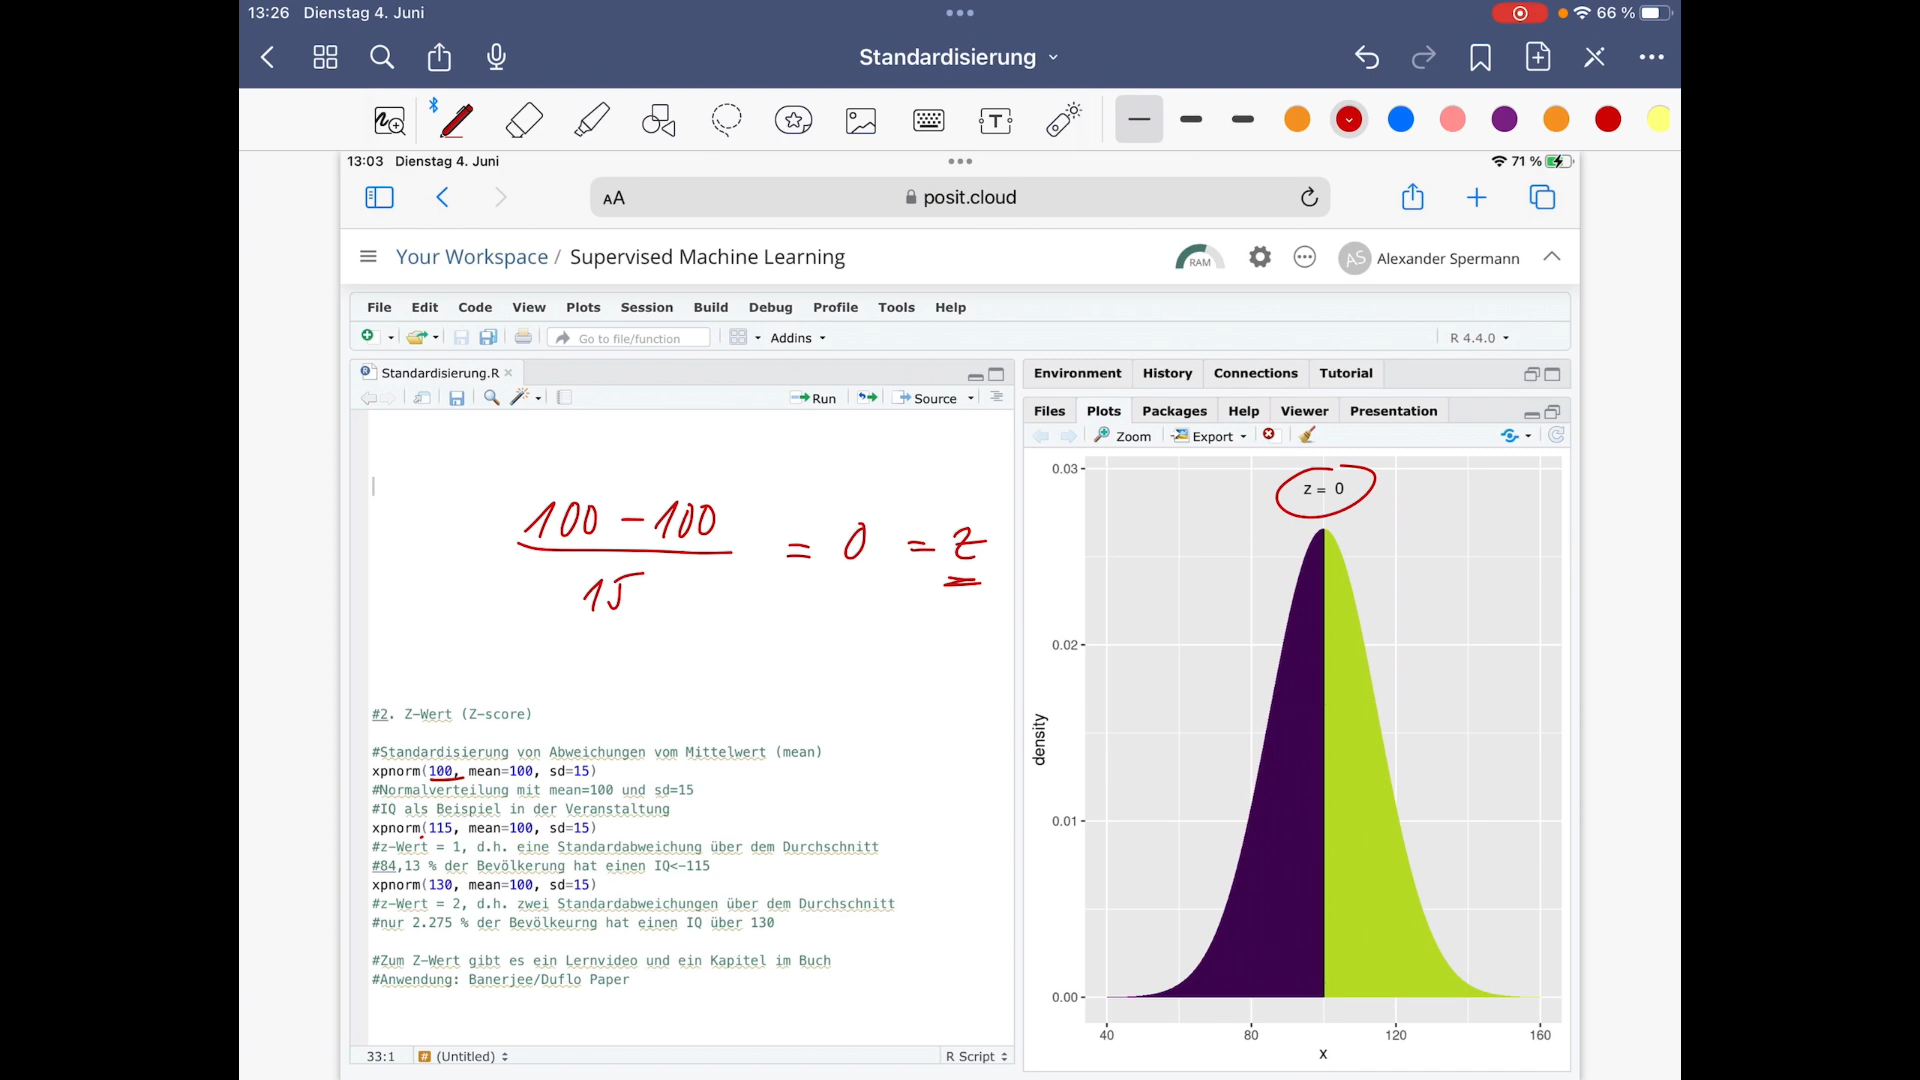 13:26 Dienstag 4. Juni
66 %
Standardisierung
T
13:03 Dienstag 4. Juni
71 %
AA
posit.cloud
Your Workspace / Supervised Machine Learning
RAM
AS
Alexander Spermann
File Edit Code View Plots Session Build Debug Profile Tools Help
Go to file/function
Addins
R 4.4.0
Standardisierung.R
Run
Source
100 - 100
= 0 = z
15
#2. Z-Wert (Z-score)
#Standardisierung von Abweichungen vom Mittelwert (mean)
xpnorm(100, mean=100, sd=15)
#Normalverteilung mit mean=100 und sd=15
#IQ als Beispiel in der Veranstaltung
xpnorm(115, mean=100, sd=15)
#z-Wert = 1, d.h. eine Standardabweichung über dem Durchschnitt
#84,13 % der Bevölkerung hat einen IQ<-115
xpnorm(130, mean=100, sd=15)
#z-Wert = 2, d.h. zwei Standardabweichungen über dem Durchschnitt
#nur 2.275 % der Bevölkeurng hat einen IQ über 130
#Zum Z-Wert gibt es ein Lernvideo und ein Kapitel im Buch
#Anwendung: Banerjee/Duflo Paper
33:1
# (Untitled)
R Script
Environment History Connections Tutorial
Files Plots Packages Help Viewer Presentation
Zoom
Export
z = 0
0.03
0.02
0.01
0.00
density
40 80 120 160
x